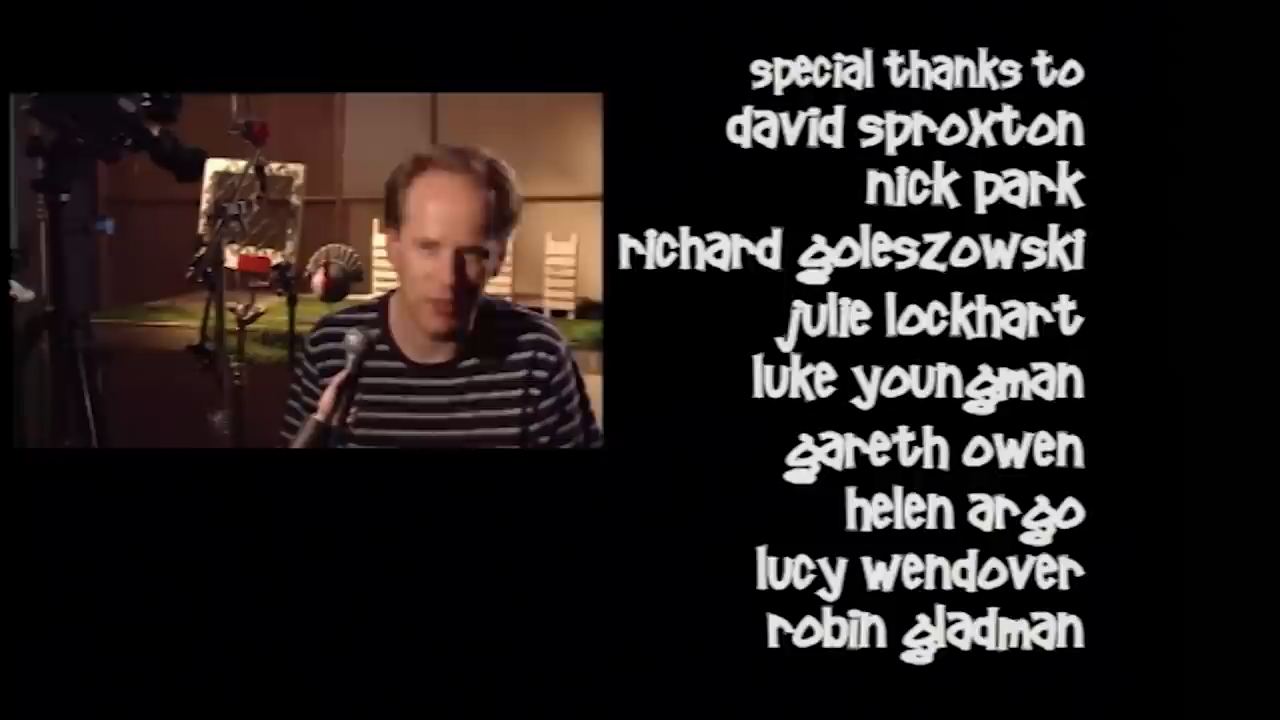 special thanks to
david sproxton
nick park
richard goleszowski
julie lockhart
luke youngman
gareth owen
helen argo
lucy wendover
robin gladman